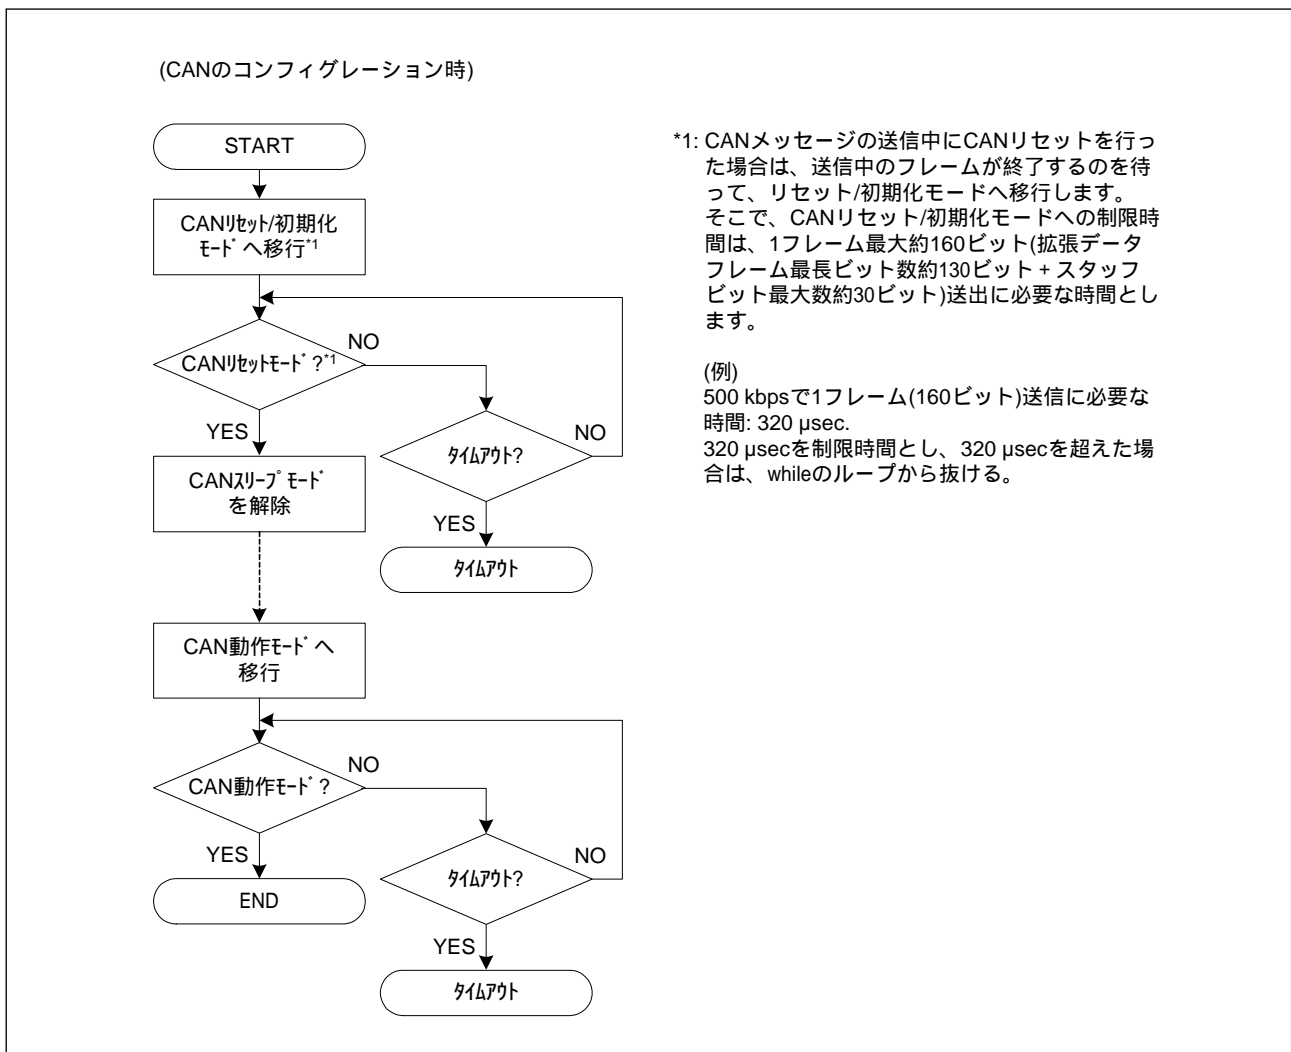 (CANのコンフィグレーション時)
START
CANﾘｾｯﾄ/初期化
ﾓｰﾄﾞへ移行*1
CANﾘｾｯﾄﾓｰﾄﾞ?*1
NO
YES
タイムアウト?
NO
YES
タイムアウト
CANｽﾘｰﾌﾟﾓｰﾄﾞ
を解除
CAN動作ﾓｰﾄﾞへ
移行
CAN動作ﾓｰﾄﾞ?
NO
YES
ﾀｲﾑｱｳﾄ?
NO
YES
ﾀｲﾑｱｳﾄ
END
*1: CANメッセージの送信中にCANリセットを行っ
た場合は、送信中のフレームが終了するのを待
って、リセット/初期化モードへ移行します。
そこで、CANリセット/初期化モードへの制限時
間は、1フレーム最大約160ビット(拡張データ
フレーム最長ビット数約130ビット + スタッフ
ビット最大数約30ビット)送出に必要な時間とし
ます。
(例)
500 kbpsで1フレーム(160ビット)送信に必要な
時間: 320 µsec.
320 µsecを制限時間とし、320 µsecを超えた場
合は、whileのループから抜ける。